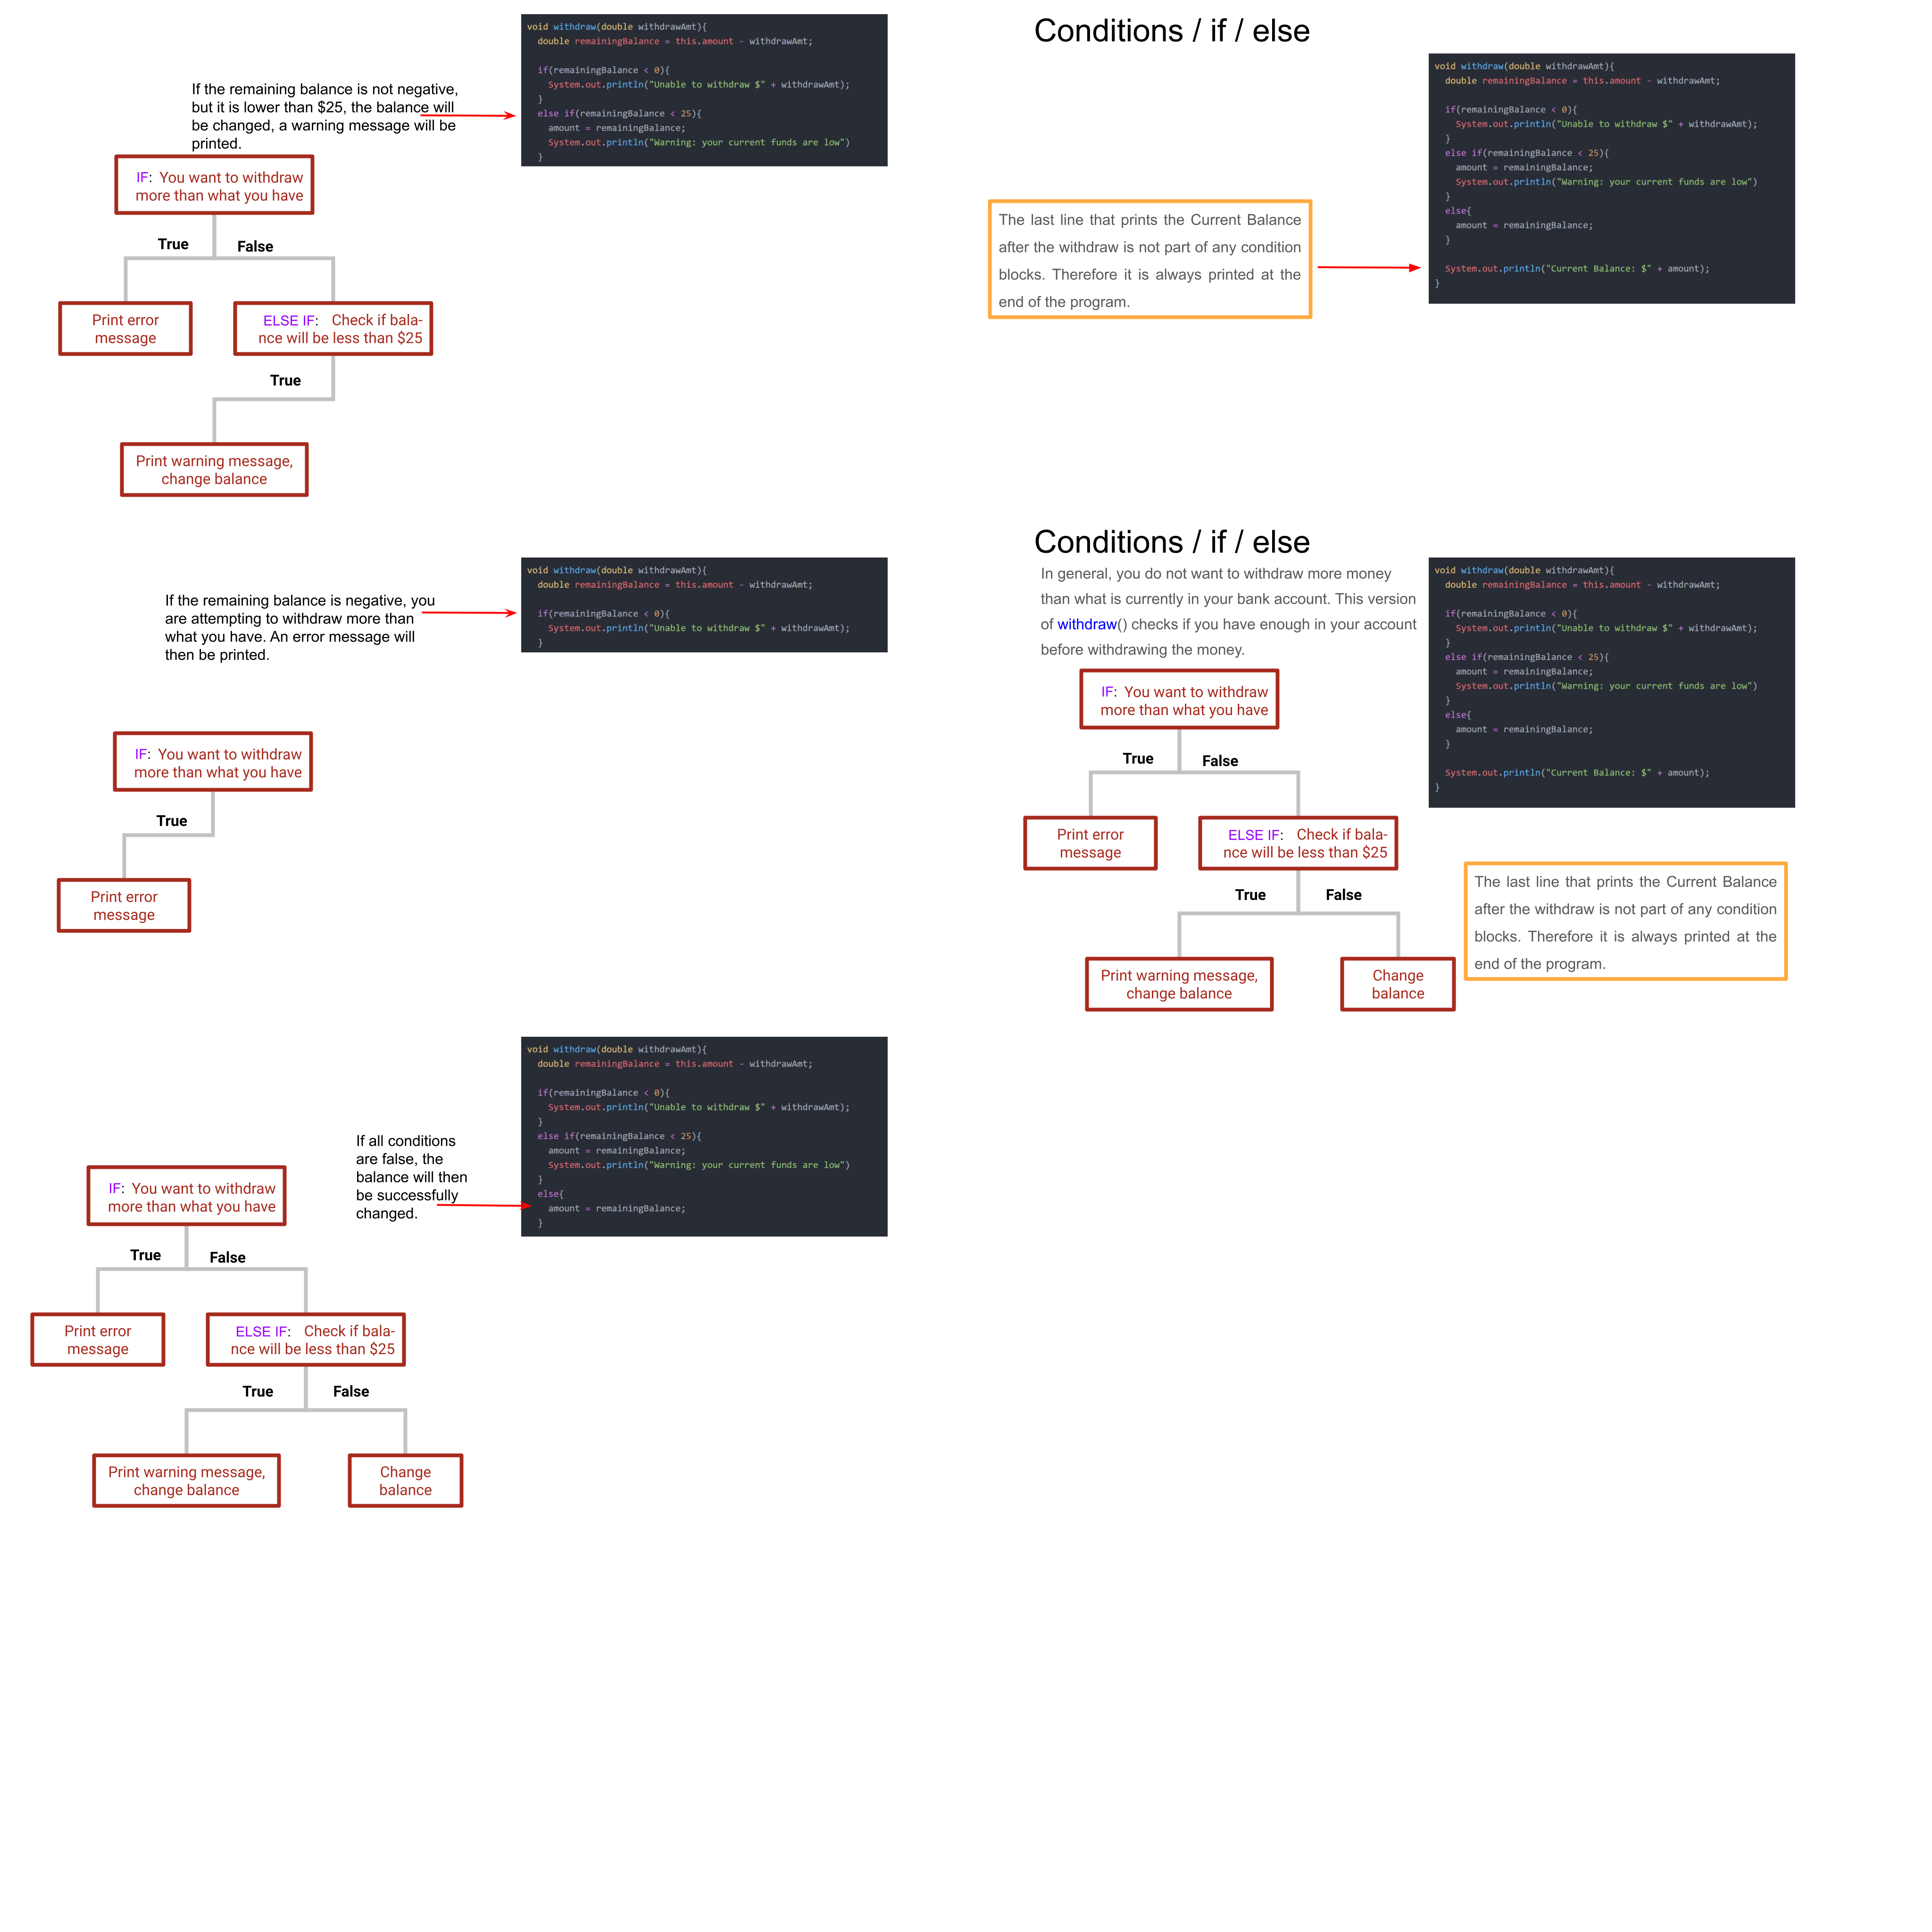 void withdraw(double withdrawAmt){
double remainingBalance = this.amount - withdrawAmt;
if(remainingBalance < 0){
System.out.println("Unable to withdraw $" + withdrawAmt);
}
else if(remainingBalance < 25){
amount = remainingBalance;
System.out.println("Warning: your current funds are low")
}
If the remaining balance is not negative,
but it is lower than $25, the balance will
be changed, a warning message will be
printed.
IF: You want to withdraw
more than what you have
True
False
Print error
message
ELSE IF: Check if bala-
nce will be less than $25
True
Print warning message,
change balance
Conditions / if / else
void withdraw(double withdrawAmt){
double remainingBalance = this.amount - withdrawAmt;
if(remainingBalance < 0){
System.out.println("Unable to withdraw $" + withdrawAmt);
}
else if(remainingBalance < 25){
amount = remainingBalance;
System.out.println("Warning: your current funds are low")
}
else{
amount = remainingBalance;
}
System.out.println("Current Balance: $" + amount);
}
The last line that prints the Current Balance
after the withdraw is not part of any condition
blocks. Therefore it is always printed at the
end of the program.
void withdraw(double withdrawAmt){
double remainingBalance = this.amount - withdrawAmt;
if(remainingBalance < 0){
System.out.println("Unable to withdraw $" + withdrawAmt);
}
If the remaining balance is negative, you
are attempting to withdraw more than
what you have. An error message will
then be printed.
IF: You want to withdraw
more than what you have
True
Print error
message
Conditions / if / else
In general, you do not want to withdraw more money
than what is currently in your bank account. This version
of withdraw() checks if you have enough in your account
before withdrawing the money.
void withdraw(double withdrawAmt){
double remainingBalance = this.amount - withdrawAmt;
if(remainingBalance < 0){
System.out.println("Unable to withdraw $" + withdrawAmt);
}
else if(remainingBalance < 25){
amount = remainingBalance;
System.out.println("Warning: your current funds are low")
}
else{
amount = remainingBalance;
}
System.out.println("Current Balance: $" + amount);
}
IF: You want to withdraw
more than what you have
True
False
Print error
message
ELSE IF: Check if bala-
nce will be less than $25
True
False
Print warning message,
change balance
Change
balance
The last line that prints the Current Balance
after the withdraw is not part of any condition
blocks. Therefore it is always printed at the
end of the program.
void withdraw(double withdrawAmt){
double remainingBalance = this.amount - withdrawAmt;
if(remainingBalance < 0){
System.out.println("Unable to withdraw $" + withdrawAmt);
}
else if(remainingBalance < 25){
amount = remainingBalance;
System.out.println("Warning: your current funds are low")
}
else{
amount = remainingBalance;
}
If all conditions
are false, the
balance will then
be successfully
changed.
IF: You want to withdraw
more than what you have
True
False
Print error
message
ELSE IF: Check if bala-
nce will be less than $25
True
False
Print warning message,
change balance
Change
balance